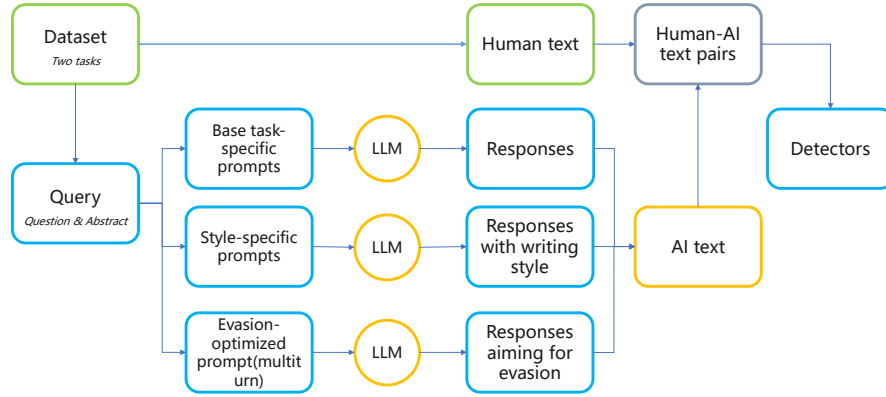 Dataset
Two tasks
Human text
Human-AI
text pairs
Query
Question & Abstract
Base task-
specific
prompts
LLM
Responses
Detectors
Style-specific
prompts
LLM
Responses
with writing
style
AI text
Evasion-
optimized
prompt(multit
urn)
LLM
Responses
aiming for
evasion